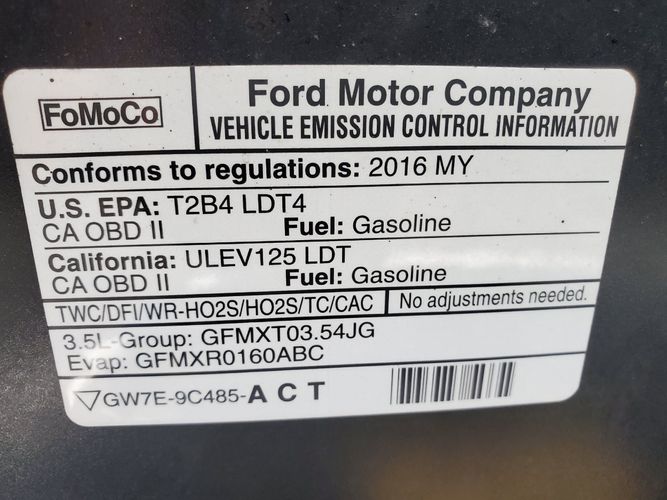 FoMoCo
Ford Motor Company
VEHICLE EMISSION CONTROL INFORMATION
Conforms to regulations: 2016 MY
U.S. EPA: T2B4 LDT4
CA OBD II Fuel: Gasoline
California: ULEV125 LDT
CA OBD II Fuel: Gasoline
TWC/DFI/WR-HO2S/HO2S/TC/CAC No adjustments needed.
3.5L-Group: GFMXT03.54JG
Evap: GFMXR0160ABC
GW7E-9C485-A C T